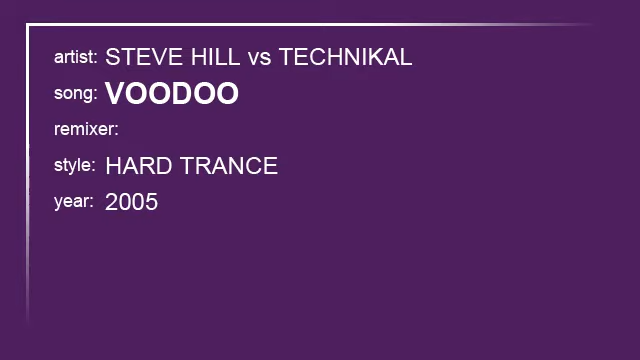 artist: STEVE HILL vs TECHNIKAL
song: VOODOO
remixer:
style: HARD TRANCE
year: 2005